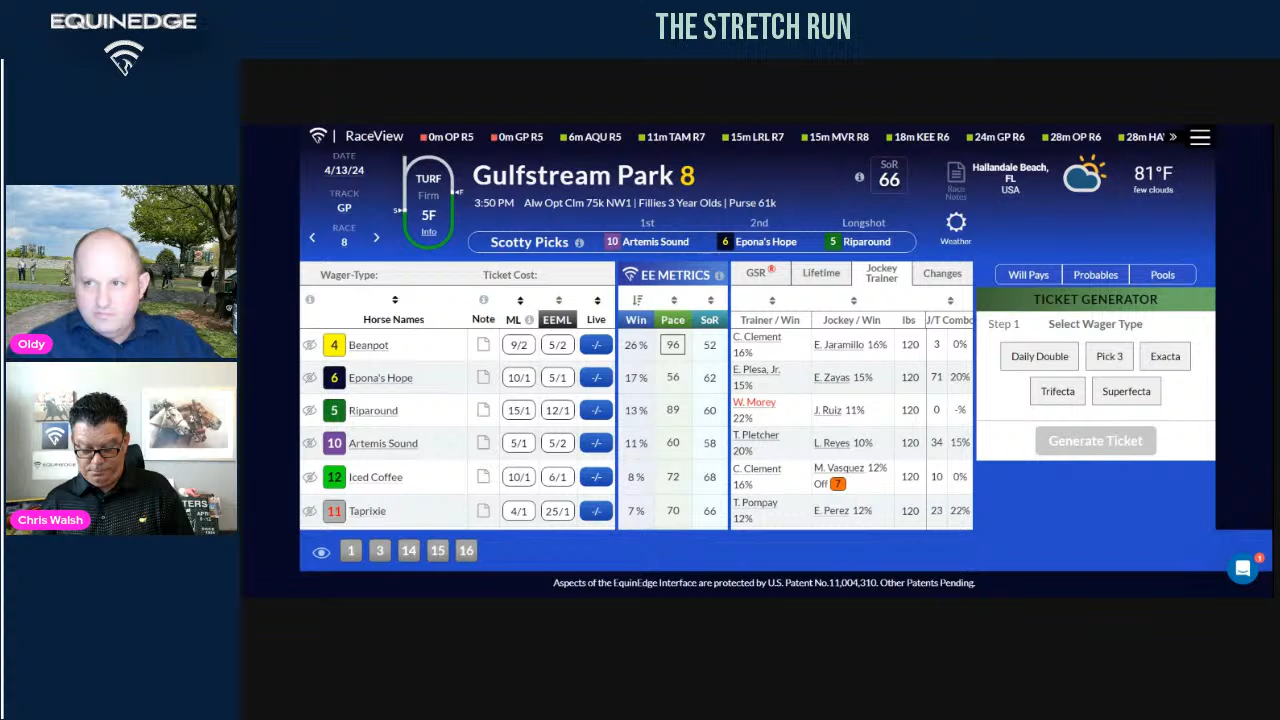 EQUINEDGE
THE STRETCH RUN
RaceView
0m OP R5
0m GP R5
6m AQU R5
11m TAM R7
15m LRL R7
15m MVR R8
18m KEE R6
24m GP R6
28m OP R6
28m HA
DATE
4/13/24
TRACK
GP
RACE
8
TURF
Firm
5F
Info
Gulfstream Park 8
3:50 PM Alw Opt Clm 75k NW1 | Fillies 3 Year Olds | Purse 61k
SoR
66
Race Notes
Hallandale Beach,
FL
USA
81°F
few clouds
Weather
1st 2nd Longshot
Scotty Picks 10 Artemis Sound 6 Epona's Hope 5 Riparound
Wager-Type: Ticket Cost:
EE METRICS
GSR® Lifetime Jockey Trainer Changes
Horse Names Note ML EEML Live Win Pace SoR Trainer / Win Jockey / Win lbs J/T Combo
4 Beanpot 9/2 5/2 -/- 26 % 96 52 C. Clement 16% E. Jaramillo 16% 120 3 0%
6 Epona's Hope 10/1 5/1 -/- 17 % 56 62 E. Plesa, Jr. 15% E. Zayas 15% 120 71 20%
5 Riparound 15/1 12/1 -/- 13 % 89 60 W. Morey 22% J. Ruiz 11% 120 0 -%
10 Artemis Sound 5/1 5/2 -/- 11 % 60 58 T. Pletcher 20% L. Reyes 10% 120 34 15%
12 Iced Coffee 10/1 6/1 -/- 8 % 72 68 C. Clement 16% M. Vasquez 12% Off 7 120 10 0%
11 Taprixie 4/1 25/1 -/- 7 % 70 66 T. Pompay 12% E. Perez 12% 120 23 22%
1 3 14 15 16
Will Pays Probables Pools
TICKET GENERATOR
Step 1 Select Wager Type
Daily Double Pick 3 Exacta
Trifecta Superfecta
Generate Ticket
1
Aspects of the EquinEdge Interface are protected by U.S. Patent No.11,004,310. Other Patents Pending.
Oldy
EQUINEDGE
Chris Walsh